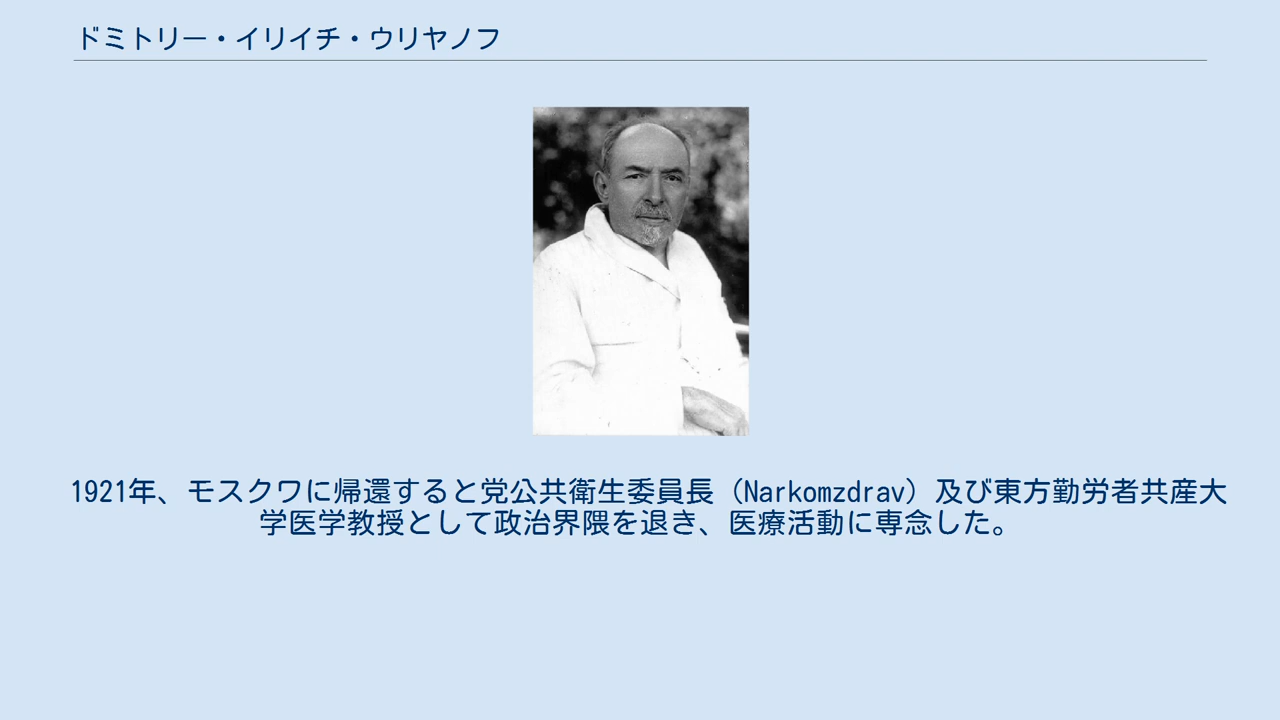 ドミトリー・イリイチ・ウリヤノフ
1921年、モスクワに帰還すると党公共衛生委員長（Narkomzdrav）及び東方勤労者共産大
学医学教授として政治界隈を退き、医療活動に専念した。